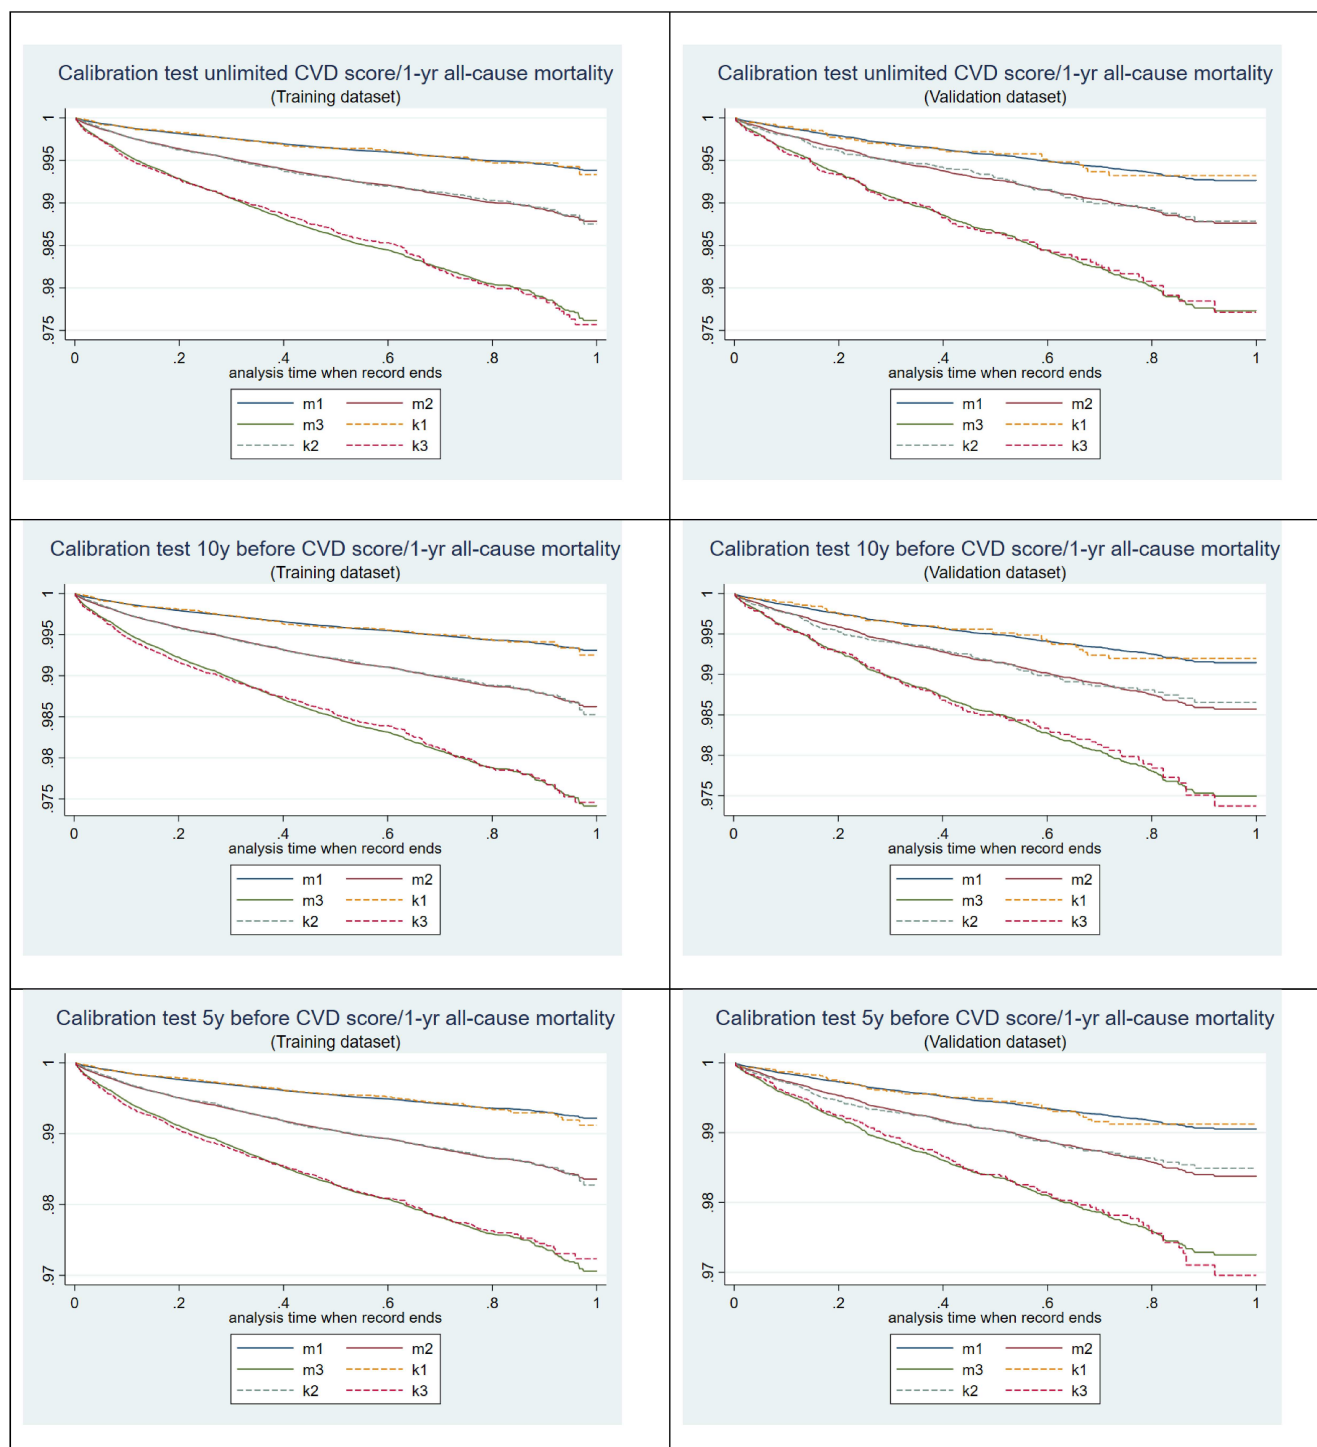 Calibration test unlimited CVD score/1-yr all-cause mortality
(Training dataset)
1
.995
.99
.985
.98
.975
0 .2 .4 .6 .8 1
analysis time when record ends
m1 m2
m3 k1
k2 k3
Calibration test unlimited CVD score/1-yr all-cause mortality
(Validation dataset)
1
.995
.99
.985
.98
.975
0 .2 .4 .6 .8 1
analysis time when record ends
m1 m2
m3 k1
k2 k3
Calibration test 10y before CVD score/1-yr all-cause mortality
(Training dataset)
1
.995
.99
.985
.98
.975
0 .2 .4 .6 .8 1
analysis time when record ends
m1 m2
m3 k1
k2 k3
Calibration test 10y before CVD score/1-yr all-cause mortality
(Validation dataset)
1
.995
.99
.985
.98
.975
0 .2 .4 .6 .8 1
analysis time when record ends
m1 m2
m3 k1
k2 k3
Calibration test 5y before CVD score/1-yr all-cause mortality
(Training dataset)
1
.99
.98
.97
0 .2 .4 .6 .8 1
analysis time when record ends
m1 m2
m3 k1
k2 k3
Calibration test 5y before CVD score/1-yr all-cause mortality
(Validation dataset)
1
.99
.98
.97
0 .2 .4 .6 .8 1
analysis time when record ends
m1 m2
m3 k1
k2 k3